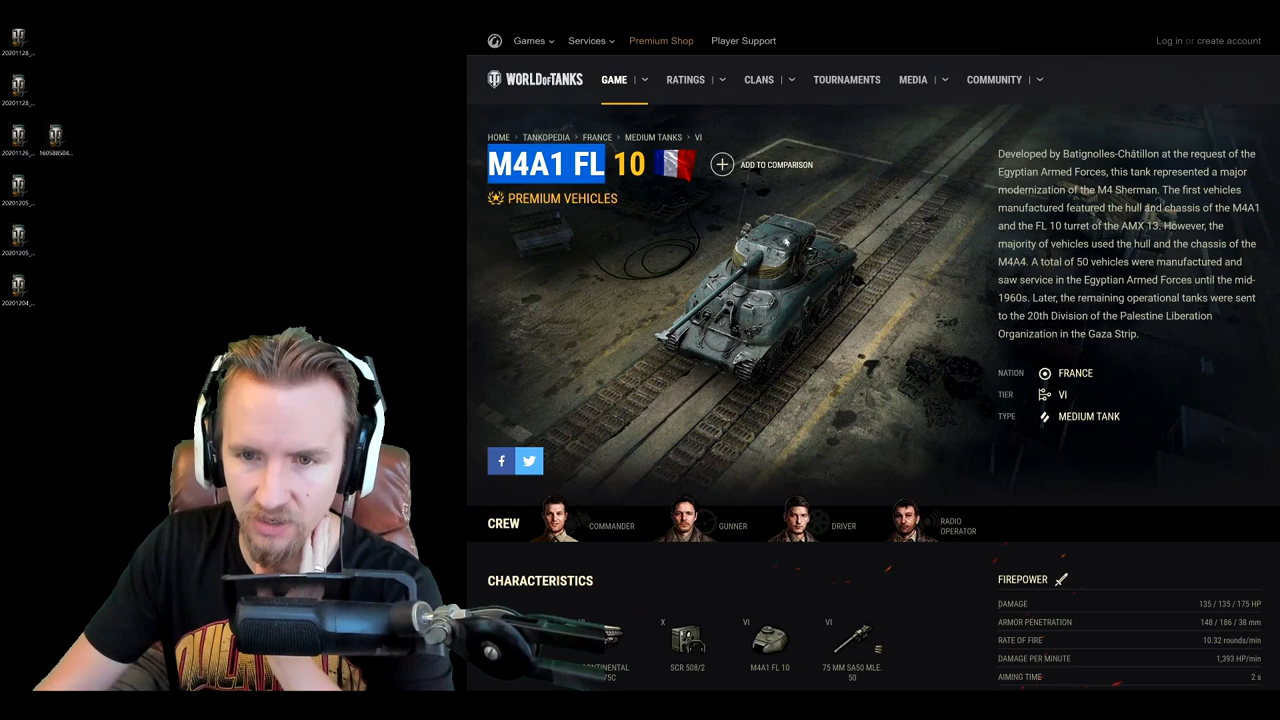 20201128_...
20201128_...
20201126_...
160588504...
20201205_...
20201205_...
20201204_...
Games
Services
Premium Shop
Player Support
Log in or create account
WORLD OF TANKS
GAME
RATINGS
CLANS
TOURNAMENTS
MEDIA
COMMUNITY
HOME > TANKOPEDIA > FRANCE > MEDIUM TANKS > VI
M4A1 FL 10
ADD TO COMPARISON
PREMIUM VEHICLES
Developed by Batignolles-Châtillon at the request of the
Egyptian Armed Forces, this tank represented a major
modernization of the M4 Sherman. The first vehicles
manufactured featured the hull and chassis of the M4A1
and the FL 10 turret of the AMX 13. However, the
majority of vehicles used the hull and the chassis of the
M4A4. A total of 50 vehicles were manufactured and
saw service in the Egyptian Armed Forces until the mid-
1960s. Later, the remaining operational tanks were sent
to the 20th Division of the Palestine Liberation
Organization in the Gaza Strip.
NATION FRANCE
TIER VI
TYPE MEDIUM TANK
CREW
COMMANDER
GUNNER
DRIVER
RADIO
OPERATOR
CHARACTERISTICS
X
SCR 508/2
VI
M4A1 FL 10
VI
75 MM SA50 MLE.
50
FIREPOWER
DAMAGE 135 / 135 / 175 HP
ARMOR PENETRATION 148 / 186 / 38 mm
RATE OF FIRE 10.32 rounds/min
DAMAGE PER MINUTE 1,393 HP/min
AIMING TIME 2 s